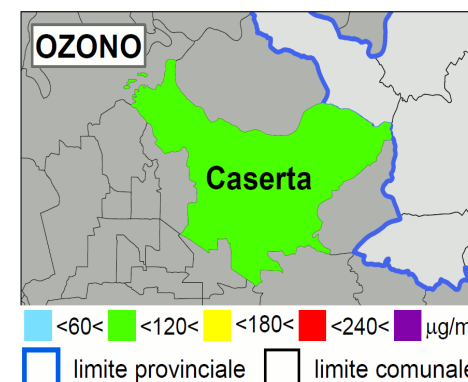 OZONO
Caserta
<60< <120< <180< <240< µg/m
limite provinciale limite comunale